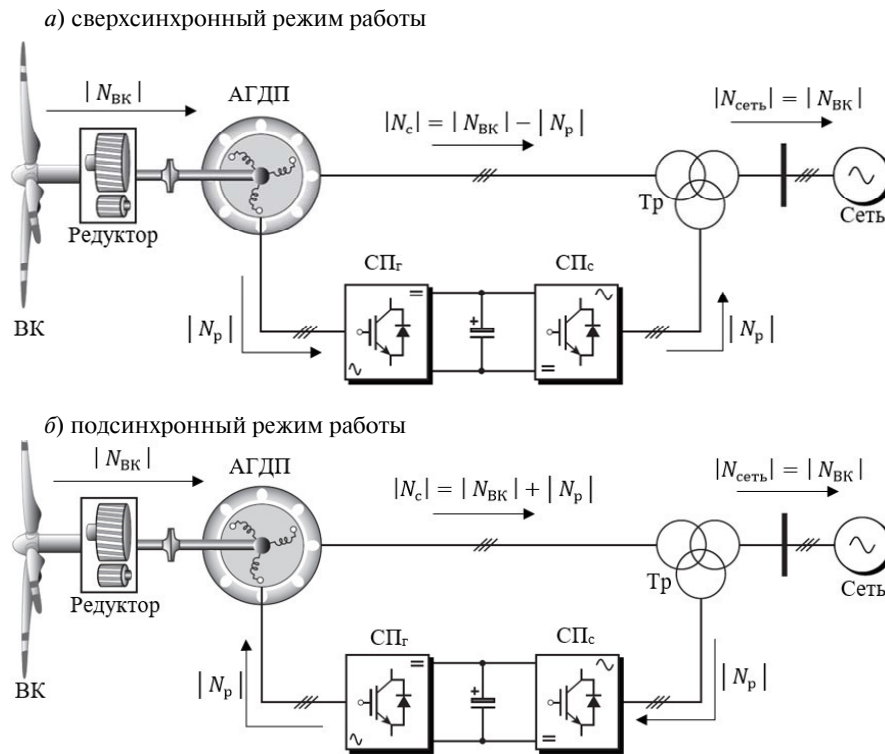 а) сверхсинхронный режим работы
|N_ВК|
АГДП
|N_с| = |N_ВК| − |N_р|
|N_сеть| = |N_ВК|
Тр
Сеть
Редуктор
СП_г
СП_с
=
∿
+
∿
=
|N_р|
|N_р|
ВК
б) подсинхронный режим работы
|N_ВК|
АГДП
|N_с| = |N_ВК| + |N_р|
|N_сеть| = |N_ВК|
Тр
Сеть
Редуктор
СП_г
СП_с
=
∿
+
∿
=
|N_р|
|N_р|
ВК